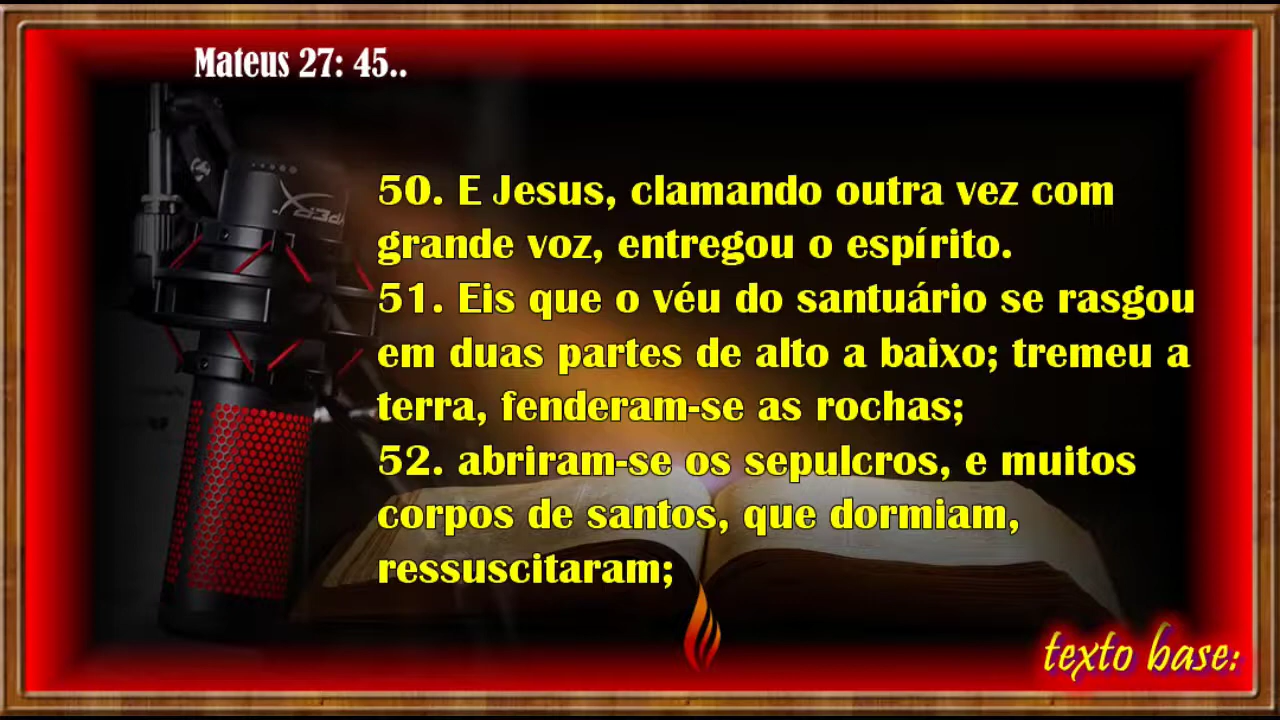 Mateus 27: 45..
50. E Jesus, clamando outra vez com
grande voz, entregou o espírito.
51. Eis que o véu do santuário se rasgou
em duas partes de alto a baixo; tremeu a
terra, fenderam-se as rochas;
52. abriram-se os sepulcros, e muitos
corpos de santos, que dormiam,
ressuscitaram;
texto base: